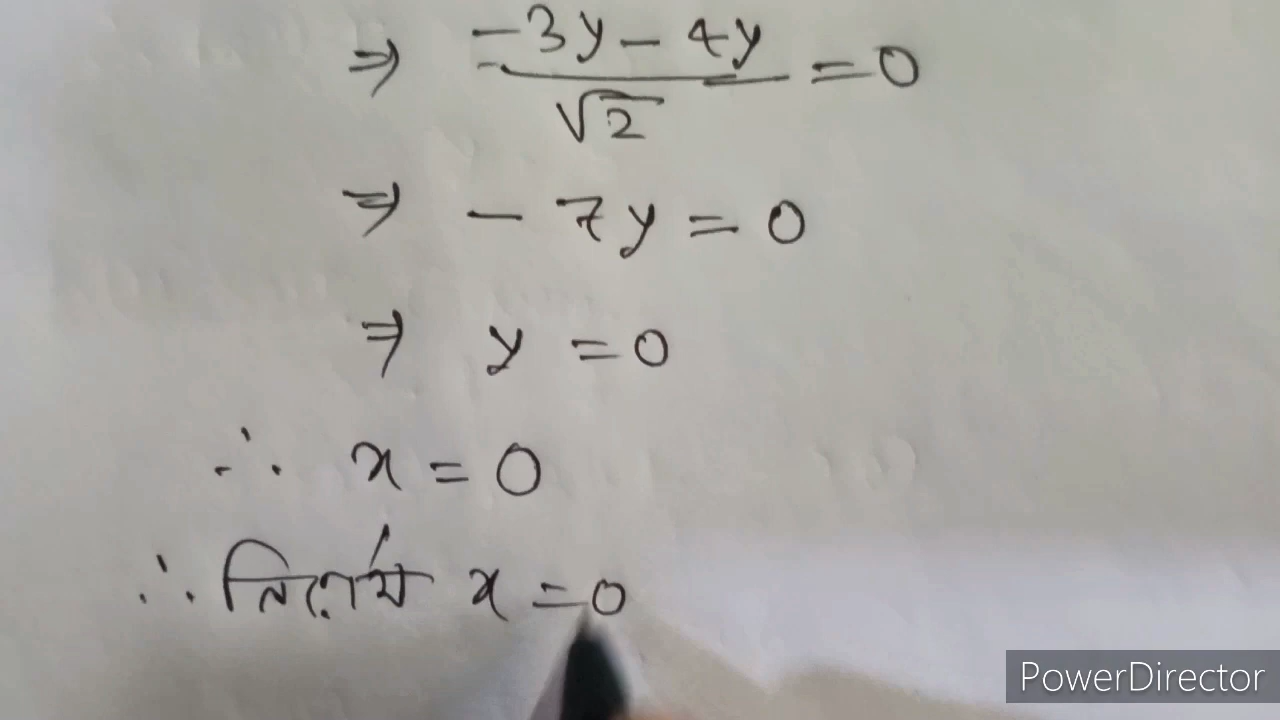 ⇒ (-3y - 4y)/√2 = 0
⇒ - 7y = 0
⇒ y = 0
∴ x = 0
∴ নির্ণেয় x = 0
PowerDirector